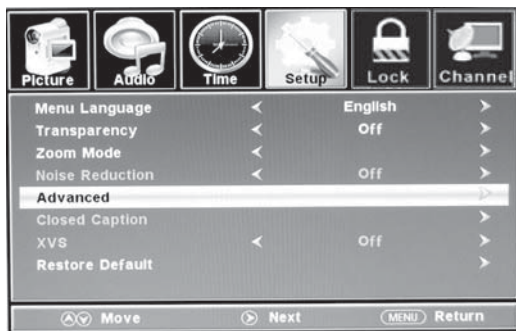 Picture Audio Time Setup Lock Channel
Menu Language English
Transparency Off
Zoom Mode
Noise Reduction Off
Advanced
Closed Caption
XVS Off
Restore Default
Move Next MENU Return